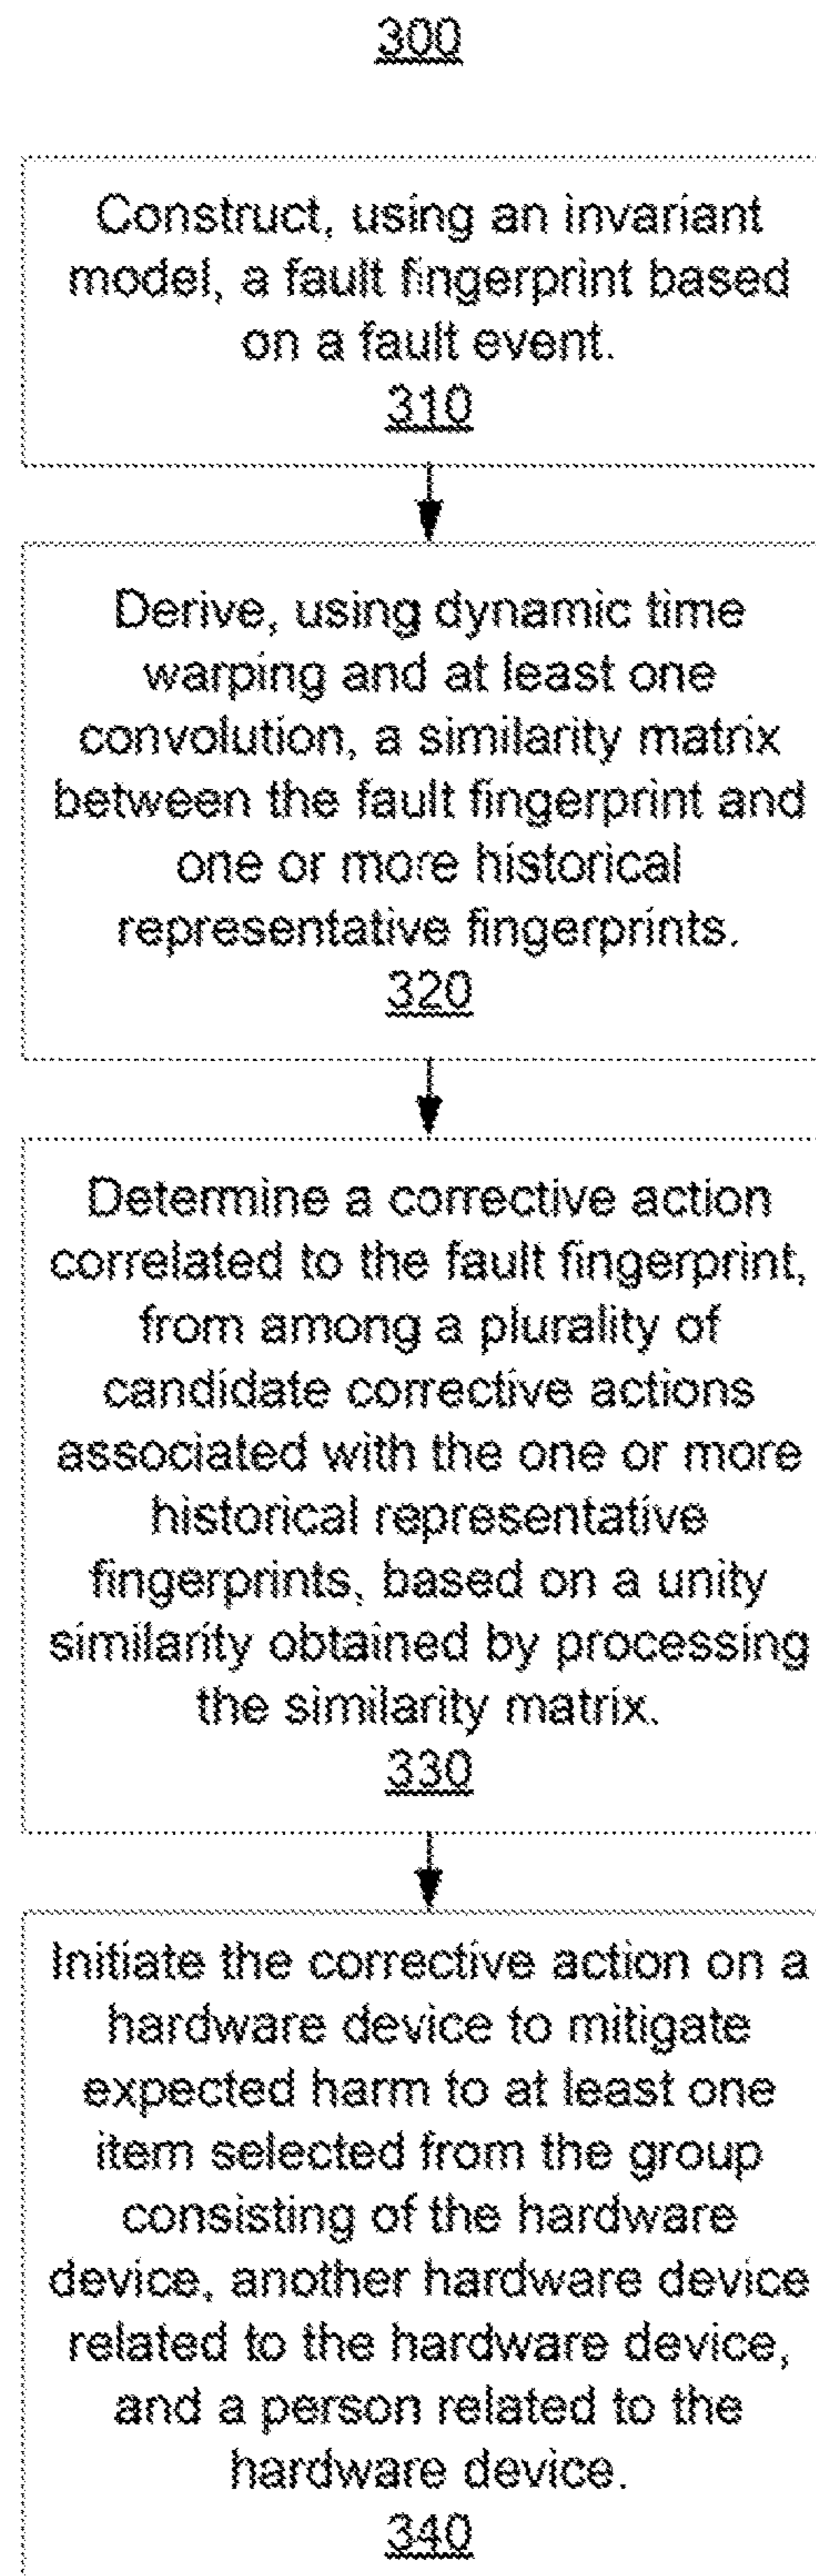 300
Construct, using an invariant
model, a fault fingerprint based
on a fault event.
310
Derive, using dynamic time
warping and at least one
convolution, a similarity matrix
between the fault fingerprint and
one or more historical
representative fingerprints.
320
Determine a corrective action
correlated to the fault fingerprint,
from among a plurality of
candidate corrective actions
associated with the one or more
historical representative
fingerprints, based on a unity
similarity obtained by processing
the similarity matrix.
330
Initiate the corrective action on a
hardware device to mitigate
expected harm to at least one
item selected from the group
consisting of the hardware
device, another hardware device
related to the hardware device,
and a person related to the
hardware device.
340